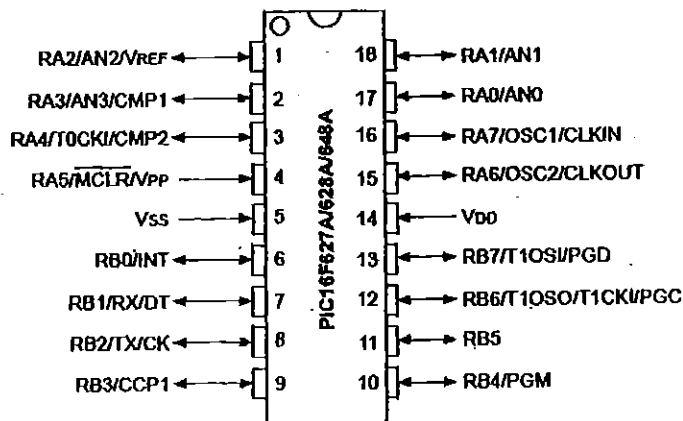 RA2/AN2/VREF 1 18 RA1/AN1
RA3/AN3/CMP1 2 17 RA0/AN0
RA4/T0CKI/CMP2 3 16 RA7/OSC1/CLKIN
RA5/MCLR/VPP 4 15 RA6/OSC2/CLKOUT
VSS 5 14 VDD
RB0/INT 6 13 RB7/T1OSI/PGD
RB1/RX/DT 7 12 RB6/T1OSO/T1CKI/PGC
RB2/TX/CK 8 11 RB5
RB3/CCP1 9 10 RB4/PGM
PIC16F627A/628A/648A